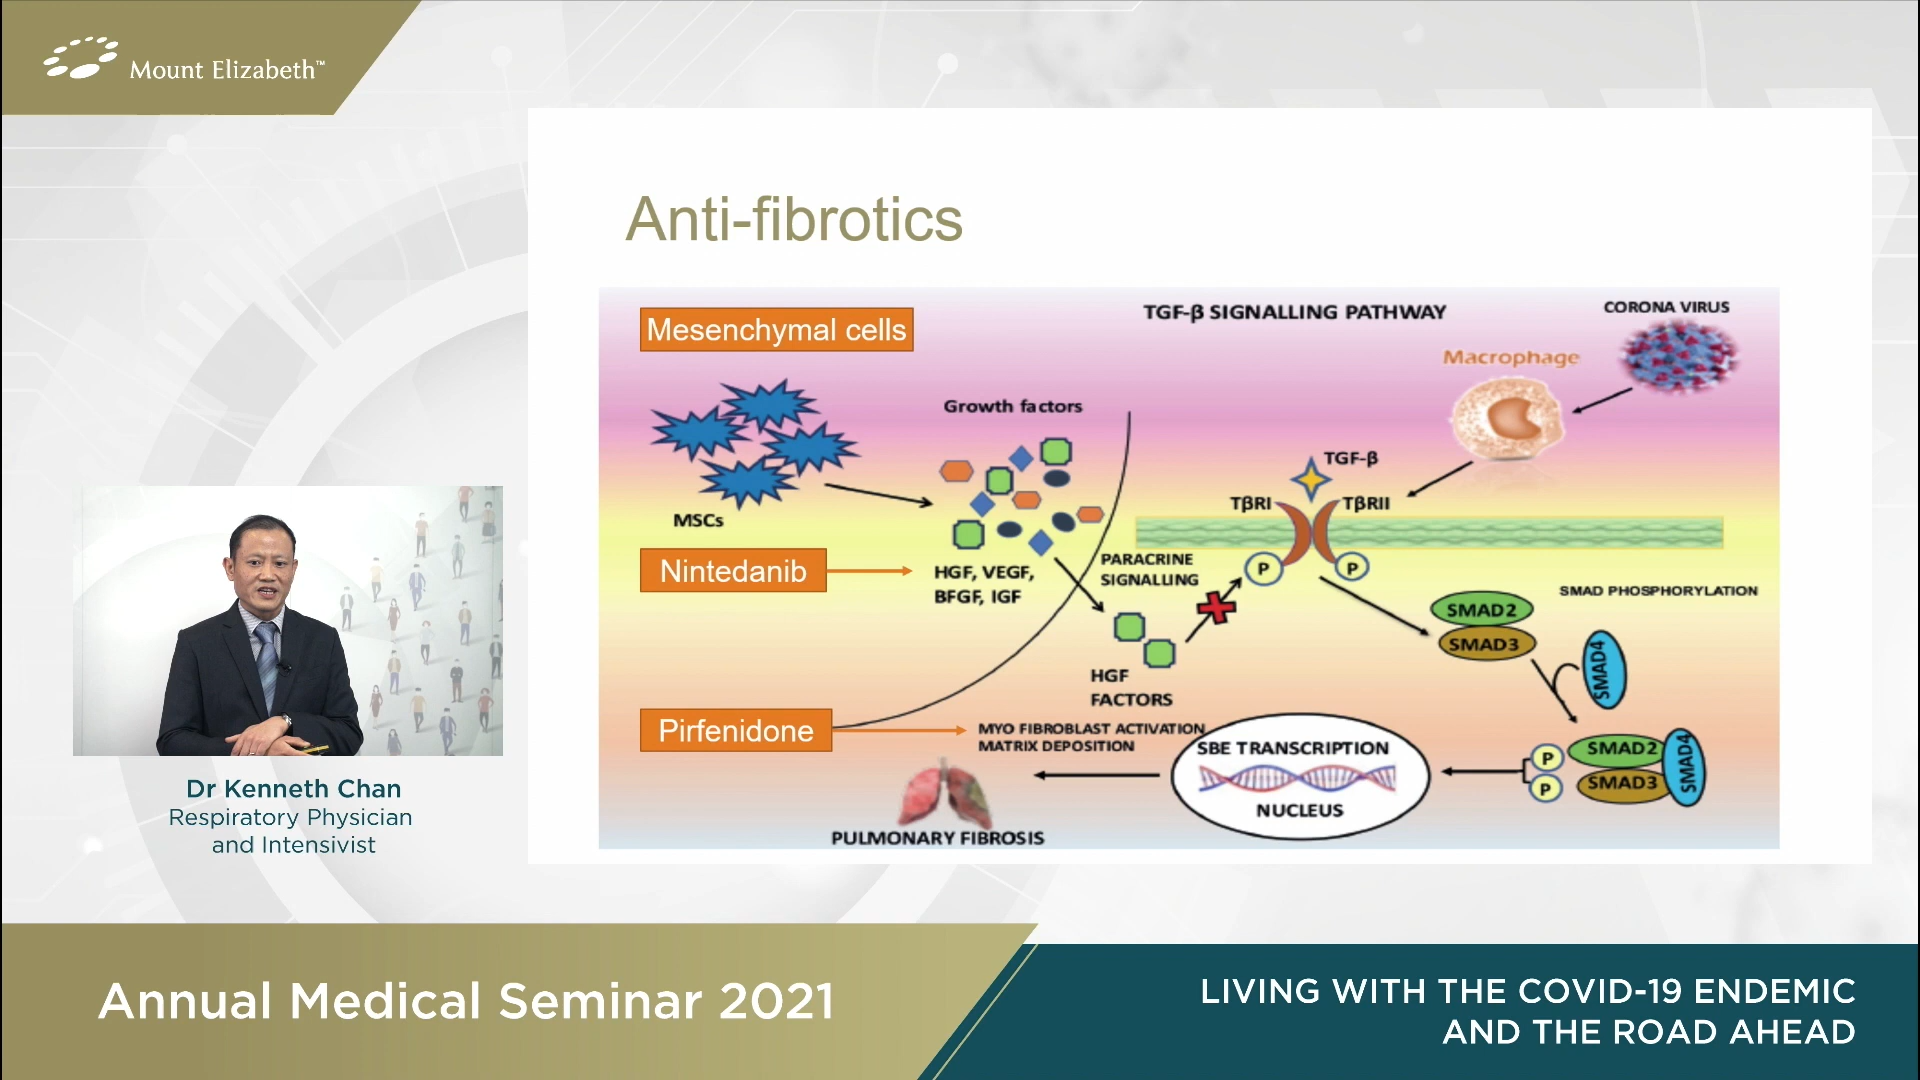 Mount Elizabeth™
Anti-fibrotics
Mesenchymal cells
TGF-β SIGNALLING PATHWAY
CORONA VIRUS
Macrophage
Growth factors
TGF-β
TβRI
TβRII
MSCs
Nintedanib
HGF, VEGF,
BFGF, IGF
PARACRINE
SIGNALLING
P
P
SMAD PHOSPHORYLATION
SMAD2
SMAD3
SMAD4
HGF
FACTORS
Pirfenidone
MYO FIBROBLAST ACTIVATION
MATRIX DEPOSITION
SBE TRANSCRIPTION
NUCLEUS
P
P
SMAD2
SMAD3
SMAD4
PULMONARY FIBROSIS
Dr Kenneth Chan
Respiratory Physician
and Intensivist
Annual Medical Seminar 2021
LIVING WITH THE COVID-19 ENDEMIC
AND THE ROAD AHEAD